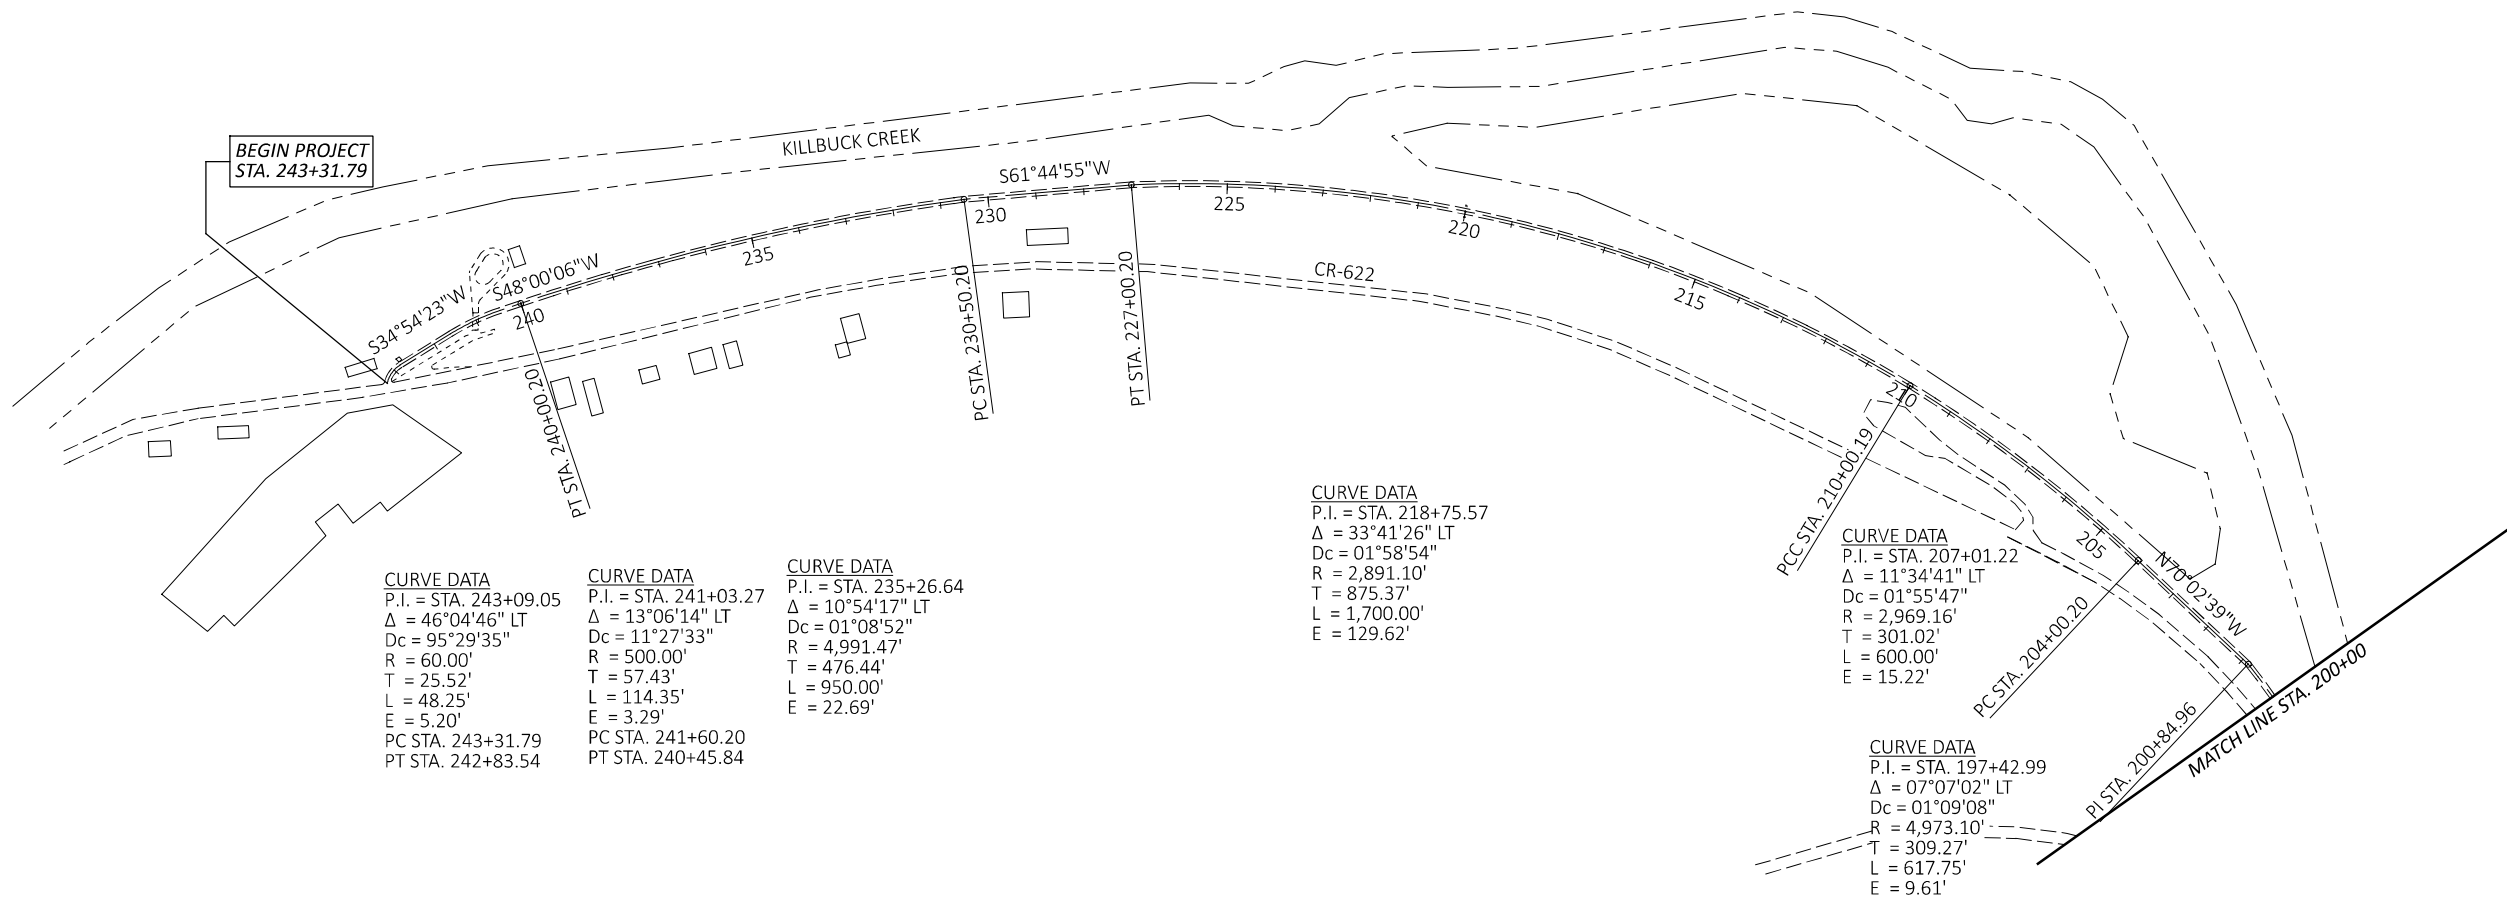 BEGIN PROJECT
STA. 243+31.79
KILLBUCK CREEK
S34°54'23"W
S48°00'06"W
S61°44'55"W
N70°02'39"W
CR-622
240
235
230
225
220
215
210
205
PT STA. 240+00.20
PC STA. 230+50.20
PT STA. 227+00.20
PCC STA. 210+00.19
PC STA. 204+00.20
PI STA. 200+84.96
MATCH LINE STA. 200+00
CURVE DATA
P.I. = STA. 243+09.05
Δ = 46°04'46" LT
Dc = 95°29'35"
R = 60.00'
T = 25.52'
L = 48.25'
E = 5.20'
PC STA. 243+31.79
PT STA. 242+83.54
CURVE DATA
P.I. = STA. 241+03.27
Δ = 13°06'14" LT
Dc = 11°27'33"
R = 500.00'
T = 57.43'
L = 114.35'
E = 3.29'
PC STA. 241+60.20
PT STA. 240+45.84
CURVE DATA
P.I. = STA. 235+26.64
Δ = 10°54'17" LT
Dc = 01°08'52"
R = 4,991.47'
T = 476.44'
L = 950.00'
E = 22.69'
CURVE DATA
P.I. = STA. 218+75.57
Δ = 33°41'26" LT
Dc = 01°58'54"
R = 2,891.10'
T = 875.37'
L = 1,700.00'
E = 129.62'
CURVE DATA
P.I. = STA. 207+01.22
Δ = 11°34'41" LT
Dc = 01°55'47"
R = 2,969.16'
T = 301.02'
L = 600.00'
E = 15.22'
CURVE DATA
P.I. = STA. 197+42.99
Δ = 07°07'02" LT
Dc = 01°09'08"
R = 4,973.10'
T = 309.27'
L = 617.75'
E = 9.61'